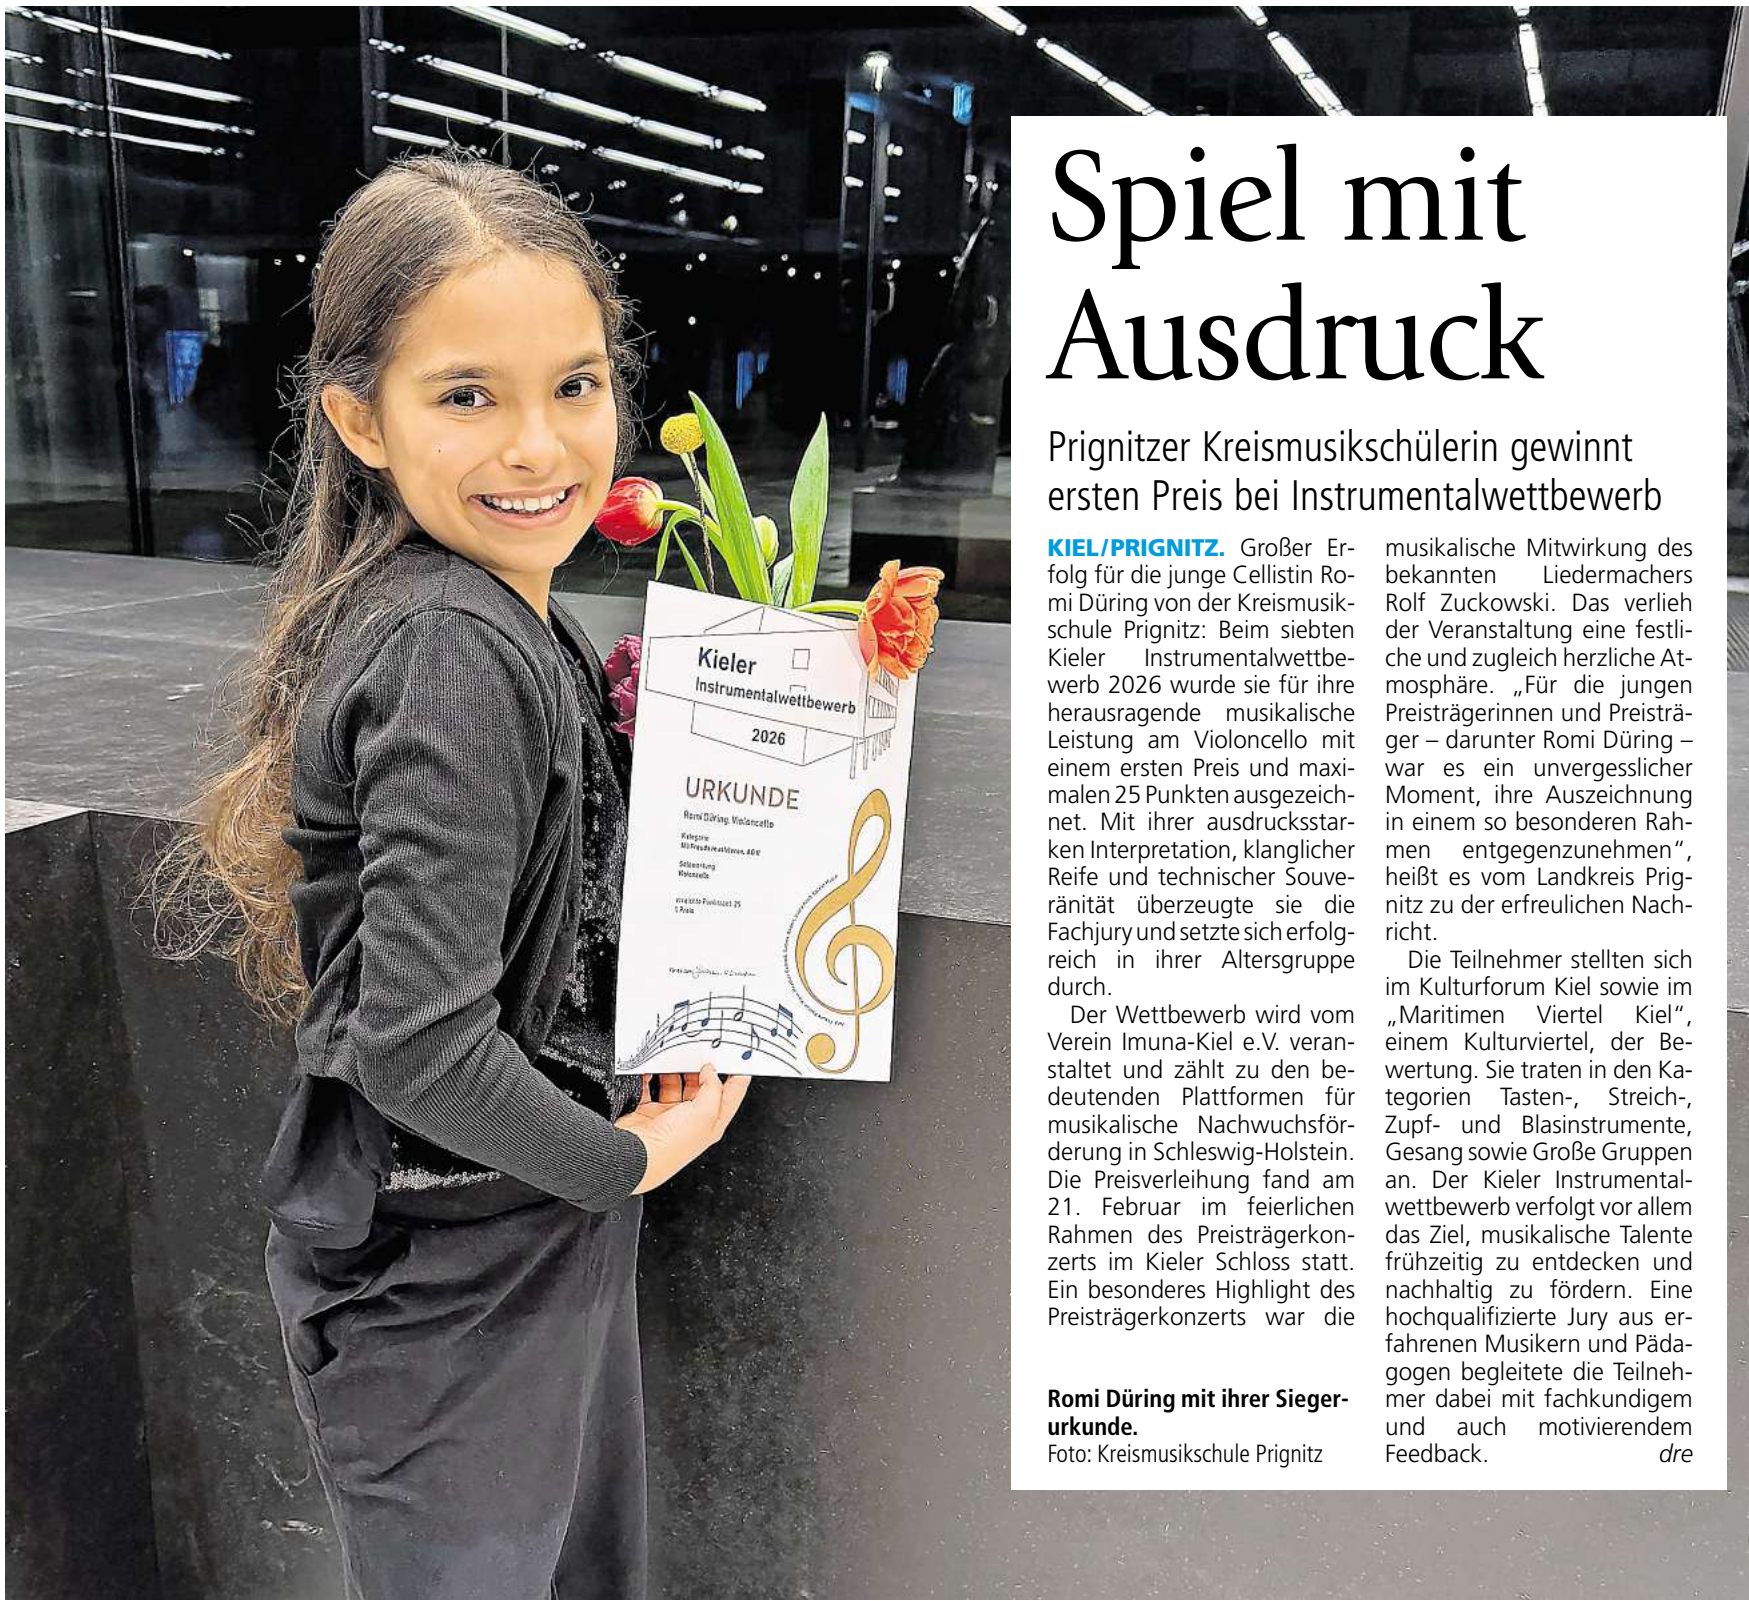 Spiel mit
Ausdruck
Prignitzer Kreismusikschülerin gewinnt
ersten Preis bei Instrumentalwettbewerb
KIEL/PRIGNITZ. Großer Er-
folg für die junge Cellistin Ro-
mi Düring von der Kreismusik-
schule Prignitz: Beim siebten
Kieler Instrumentalwettbe-
werb 2026 wurde sie für ihre
herausragende musikalische
Leistung am Violoncello mit
einem ersten Preis und maxi-
malen 25 Punkten ausgezeich-
net. Mit ihrer ausdrucksstar-
ken Interpretation, klanglicher
Reife und technischer Souve-
ränität überzeugte sie die
Fachjury und setzte sich erfolg-
reich in ihrer Altersgruppe
durch.
Der Wettbewerb wird vom
Verein Imuna-Kiel e.V. veran-
staltet und zählt zu den be-
deutenden Plattformen für
musikalische Nachwuchsför-
derung in Schleswig-Holstein.
Die Preisverleihung fand am
21. Februar im feierlichen
Rahmen des Preisträgerkon-
zerts im Kieler Schloss statt.
Ein besonderes Highlight des
Preisträgerkonzerts war die
musikalische Mitwirkung des
bekannten Liedermachers
Rolf Zuckowski. Das verlieh
der Veranstaltung eine festli-
che und zugleich herzliche At-
mosphäre. „Für die jungen
Preisträgerinnen und Preisträ-
ger – darunter Romi Düring –
war es ein unvergesslicher
Moment, ihre Auszeichnung
in einem so besonderen Rah-
men entgegenzunehmen“,
heißt es vom Landkreis Prig-
nitz zu der erfreulichen Nach-
richt.
Die Teilnehmer stellten sich
im Kulturforum Kiel sowie im
„Maritimen Viertel Kiel“,
einem Kulturviertel, der Be-
wertung. Sie traten in den Ka-
tegorien Tasten-, Streich-,
Zupf- und Blasinstrumente,
Gesang sowie Große Gruppen
an. Der Kieler Instrumental-
wettbewerb verfolgt vor allem
das Ziel, musikalische Talente
frühzeitig zu entdecken und
nachhaltig zu fördern. Eine
hochqualifizierte Jury aus er-
fahrenen Musikern und Päda-
gogen begleitete die Teilneh-
mer dabei mit fachkundigem
und auch motivierendem
Feedback. dre
Romi Düring mit ihrer Sieger-
urkunde.
Foto: Kreismusikschule Prignitz
Kieler
Instrumentalwettbewerb
2026
URKUNDE
Romi Düring, Violoncello
Kategorie
Mit Freude musizieren, AG IV
Solowertung
Violoncello
erreichte Punktzahl: 25
1. Preis